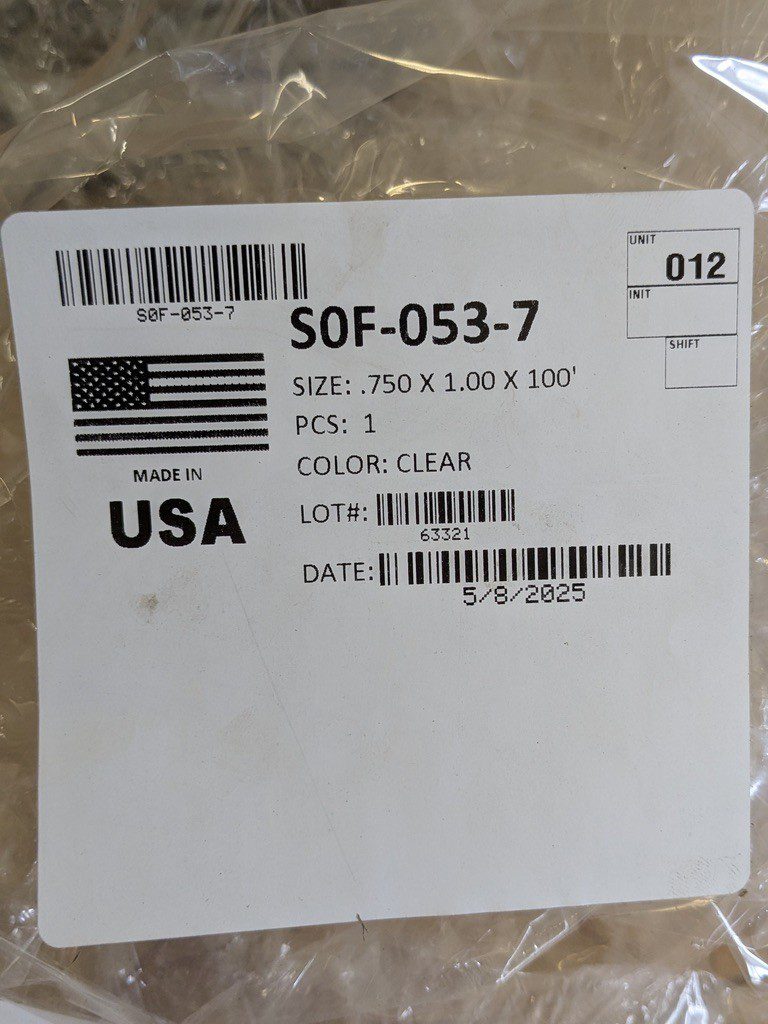 S0F-053-7
S0F-053-7
UNIT
012
INIT
SHIFT
SIZE: .750 X 1.00 X 100'
PCS: 1
COLOR: CLEAR
LOT#:
63321
DATE:
5/8/2025
MADE IN
USA